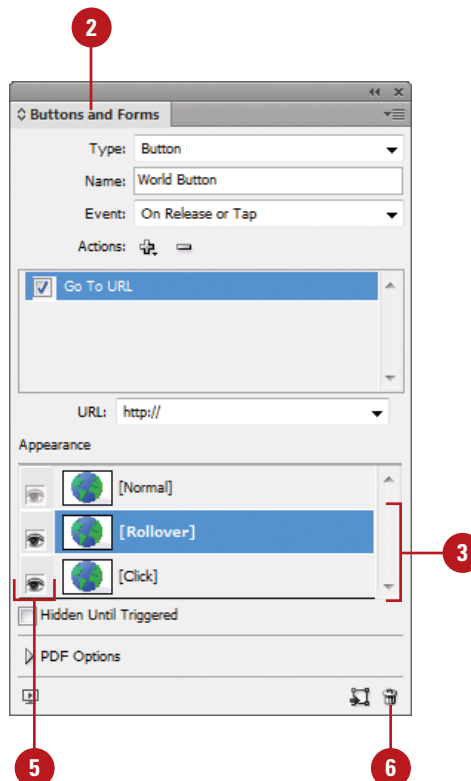 2
Buttons and Forms
Type: Button
Name: World Button
Event: On Release or Tap
Actions:
Go To URL
URL: http://
Appearance
[Normal]
[Rollover]
3
[Click]
Hidden Until Triggered
PDF Options
5
6